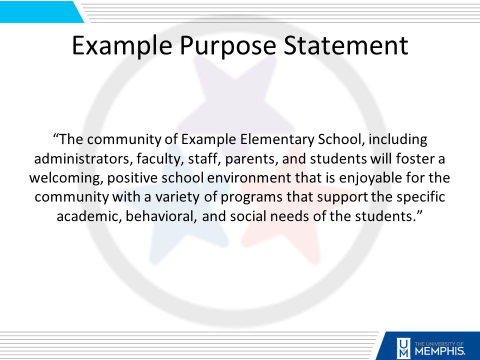 Example Purpose Statement
“The community of Example Elementary School, including
administrators, faculty, staff, parents, and students will foster a
welcoming, positive school environment that is enjoyable for the
community with a variety of programs that support the specific
academic, behavioral, and social needs of the students.”
UM
THE UNIVERSITY OF
MEMPHIS.